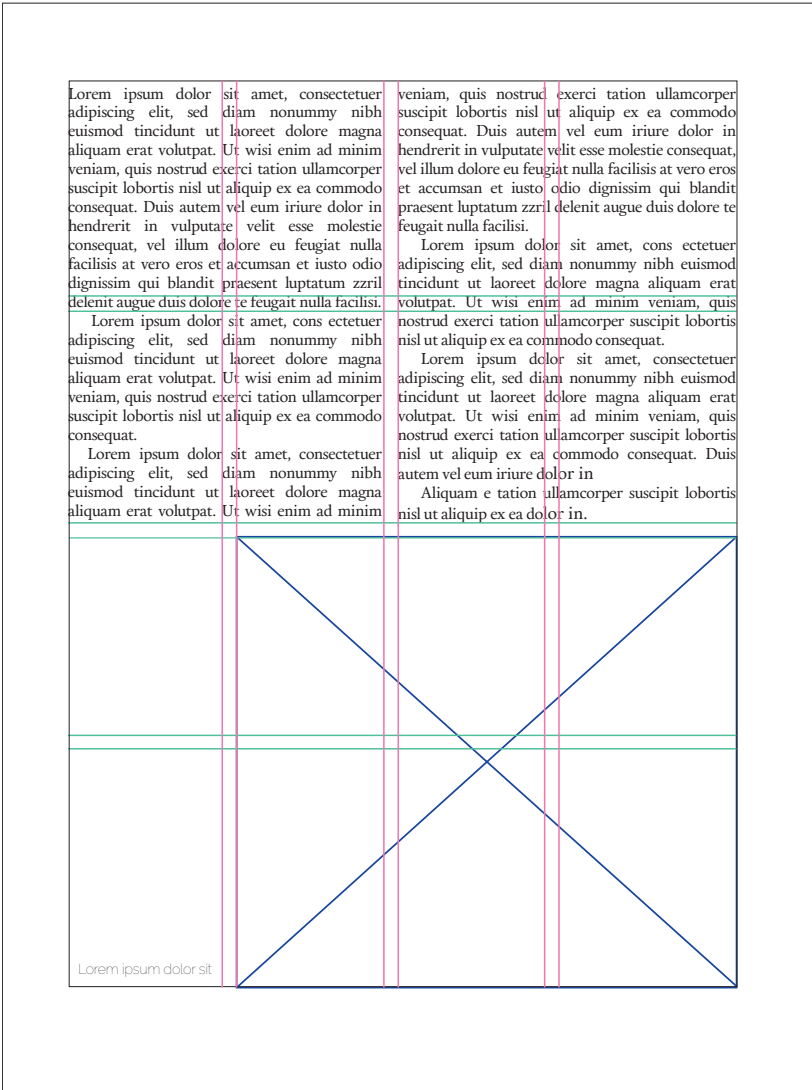 Lorem ipsum dolor sit amet, consectetuer
adipiscing elit, sed diam nonummy nibh
euismod tincidunt ut laoreet dolore magna
aliquam erat volutpat. Ut wisi enim ad minim
veniam, quis nostrud exerci tation ullamcorper
suscipit lobortis nisl ut aliquip ex ea commodo
consequat. Duis autem vel eum iriure dolor in
hendrerit in vulputate velit esse molestie
consequat, vel illum dolore eu feugiat nulla
facilisis at vero eros et accumsan et iusto odio
dignissim qui blandit praesent luptatum zzril
delenit augue duis dolore te feugait nulla facilisi.
Lorem ipsum dolor sit amet, cons ectetuer
adipiscing elit, sed diam nonummy nibh
euismod tincidunt ut laoreet dolore magna
aliquam erat volutpat. Ut wisi enim ad minim
veniam, quis nostrud exerci tation ullamcorper
suscipit lobortis nisl ut aliquip ex ea commodo
consequat.
Lorem ipsum dolor sit amet, consectetuer
adipiscing elit, sed diam nonummy nibh
euismod tincidunt ut laoreet dolore magna
aliquam erat volutpat. Ut wisi enim ad minim
veniam, quis nostrud exerci tation ullamcorper
suscipit lobortis nisl ut aliquip ex ea commodo
consequat. Duis autem vel eum iriure dolor in
hendrerit in vulputate velit esse molestie consequat,
vel illum dolore eu feugiat nulla facilisis at vero eros
et accumsan et iusto odio dignissim qui blandit
praesent luptatum zzril delenit augue duis dolore te
feugait nulla facilisi.
Lorem ipsum dolor sit amet, cons ectetuer
adipiscing elit, sed diam nonummy nibh euismod
tincidunt ut laoreet dolore magna aliquam erat
volutpat. Ut wisi enim ad minim veniam, quis
nostrud exerci tation ullamcorper suscipit lobortis
nisl ut aliquip ex ea commodo consequat.
Lorem ipsum dolor sit amet, consectetuer
adipiscing elit, sed diam nonummy nibh euismod
tincidunt ut laoreet dolore magna aliquam erat
volutpat. Ut wisi enim ad minim veniam, quis
nostrud exerci tation ullamcorper suscipit lobortis
nisl ut aliquip ex ea commodo consequat. Duis
autem vel eum iriure dolor in
Aliquam e tation ullamcorper suscipit lobortis
nisl ut aliquip ex ea dolor in.
Lorem ipsum dolor sit